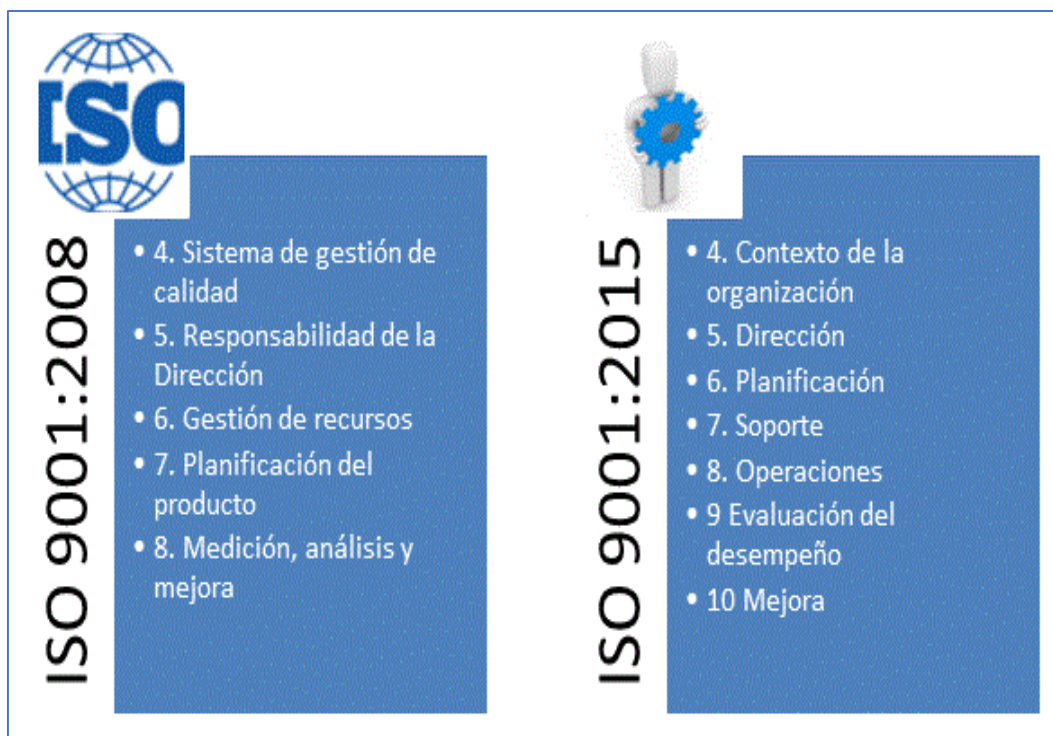 ISO
ISO 9001:2008
• 4. Sistema de gestión de
calidad
• 5. Responsabilidad de la
Dirección
• 6. Gestión de recursos
• 7. Planificación del
producto
• 8. Medición, análisis y
mejora
ISO 9001:2015
• 4. Contexto de la
organización
• 5. Dirección
• 6. Planificación
• 7. Soporte
• 8. Operaciones
• 9 Evaluación del
desempeño
• 10 Mejora